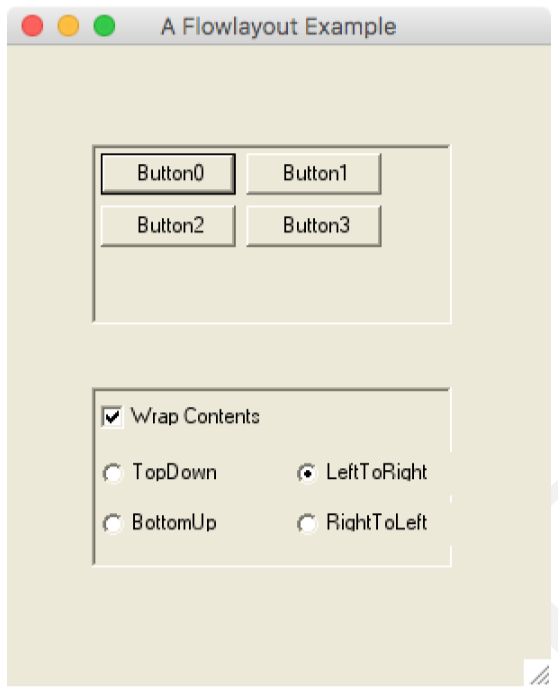 A Flowlayout Example
Button0 Button1
Button2 Button3
Wrap Contents
TopDown LeftToRight
BottomUp RightToLeft